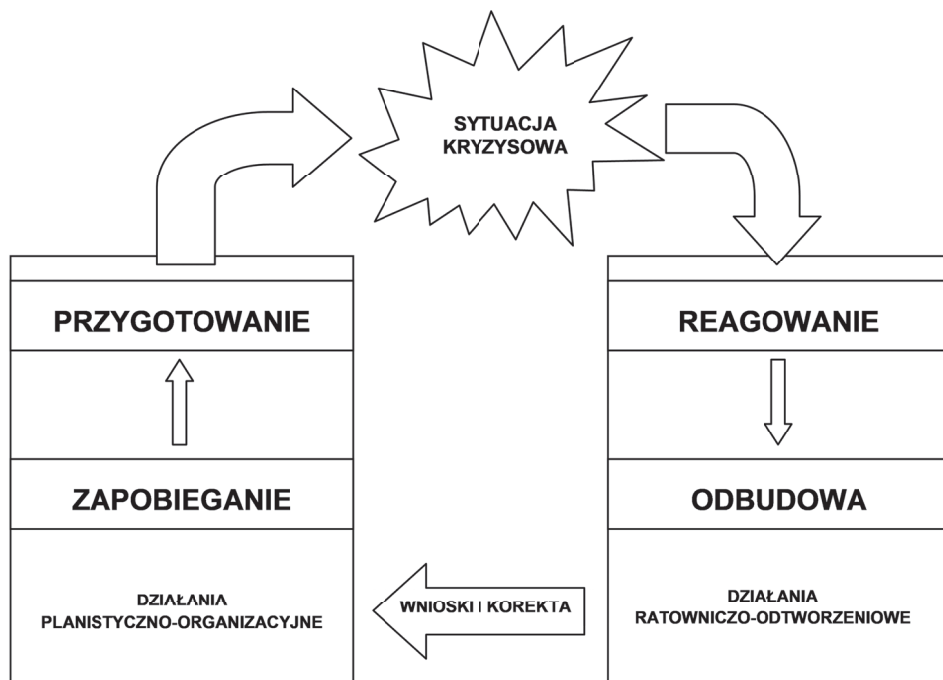 SYTUACJA
KRYZYSOWA
PRZYGOTOWANIE
REAGOWANIE
ZAPOBIEGANIE
ODBUDOWA
DZIAŁANIA
PLANISTYCZNO-ORGANIZACYJNE
WNIOSKI I KOREKTA
DZIAŁANIA
RATOWNICZO-ODTWORZENIOWE